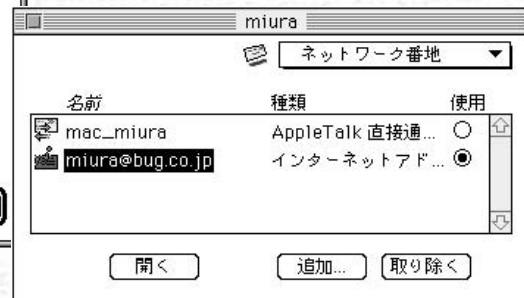 miura
ネットワーク番地
名前 種類 使用
mac_miura AppleTalk 直接通...
miura@bug.co.jp インターネットアド...
開く 追加... 取り除く